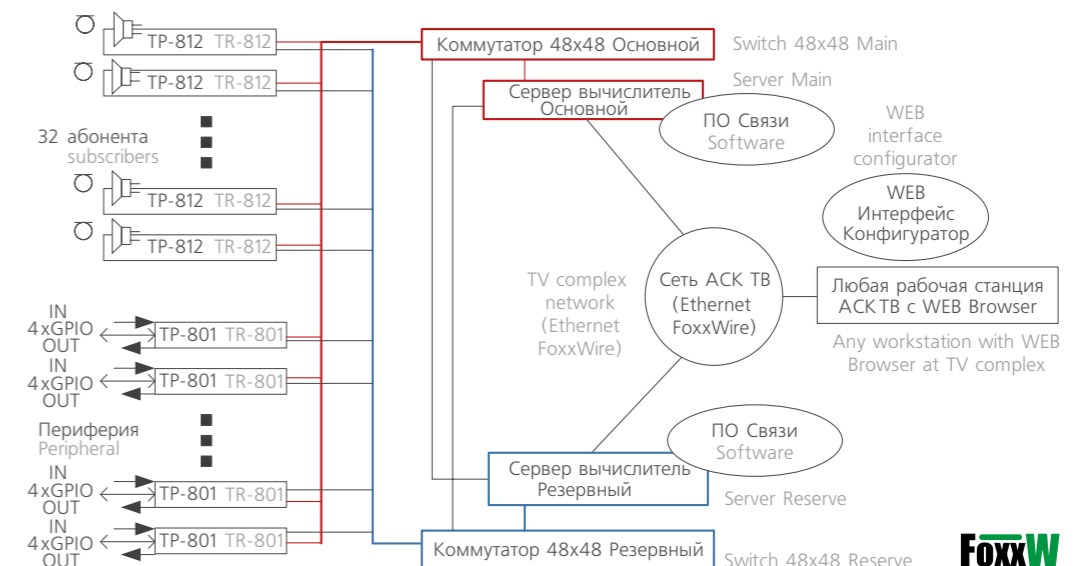 TP-812 TR-812
TP-812 TR-812
32 абонента
subscribers
TP-812 TR-812
TP-812 TR-812
IN
4xGPIO
OUT
TP-801 TR-801
IN
4xGPIO
OUT
TP-801 TR-801
Периферия
Peripheral
IN
4xGPIO
OUT
TP-801 TR-801
IN
4xGPIO
OUT
TP-801 TR-801
Коммутатор 48x48 Основной
Switch 48x48 Main
Server Main
Сервер вычислитель
Основной
ПО Связи
Software
WEB
interface
configurator
WEB
Интерфейс
Конфигуратор
TV complex
network
(Ethernet
FoxxWire)
Сеть АСК ТВ
(Ethernet
FoxxWire)
Любая рабочая станция
АСК ТВ с WEB Browser
Any workstation with WEB
Browser at TV complex
ПО Связи
Software
Сервер вычислитель
Резервный
Server Reserve
Коммутатор 48x48 Резервный
Switch 48x48 Reserve
FoxxW